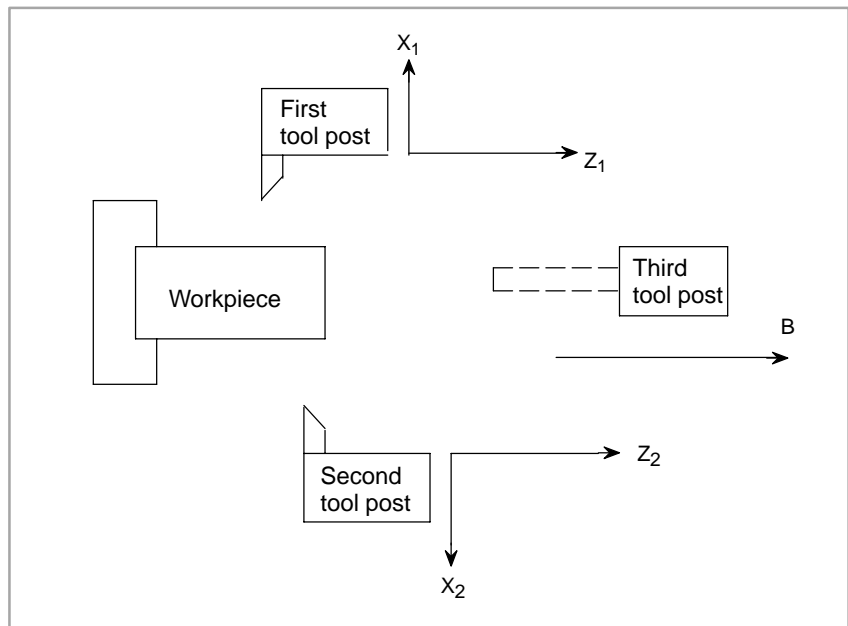 X1
First
tool post
Z1
Workpiece
Third
tool post
B
Second
tool post
Z2
X2